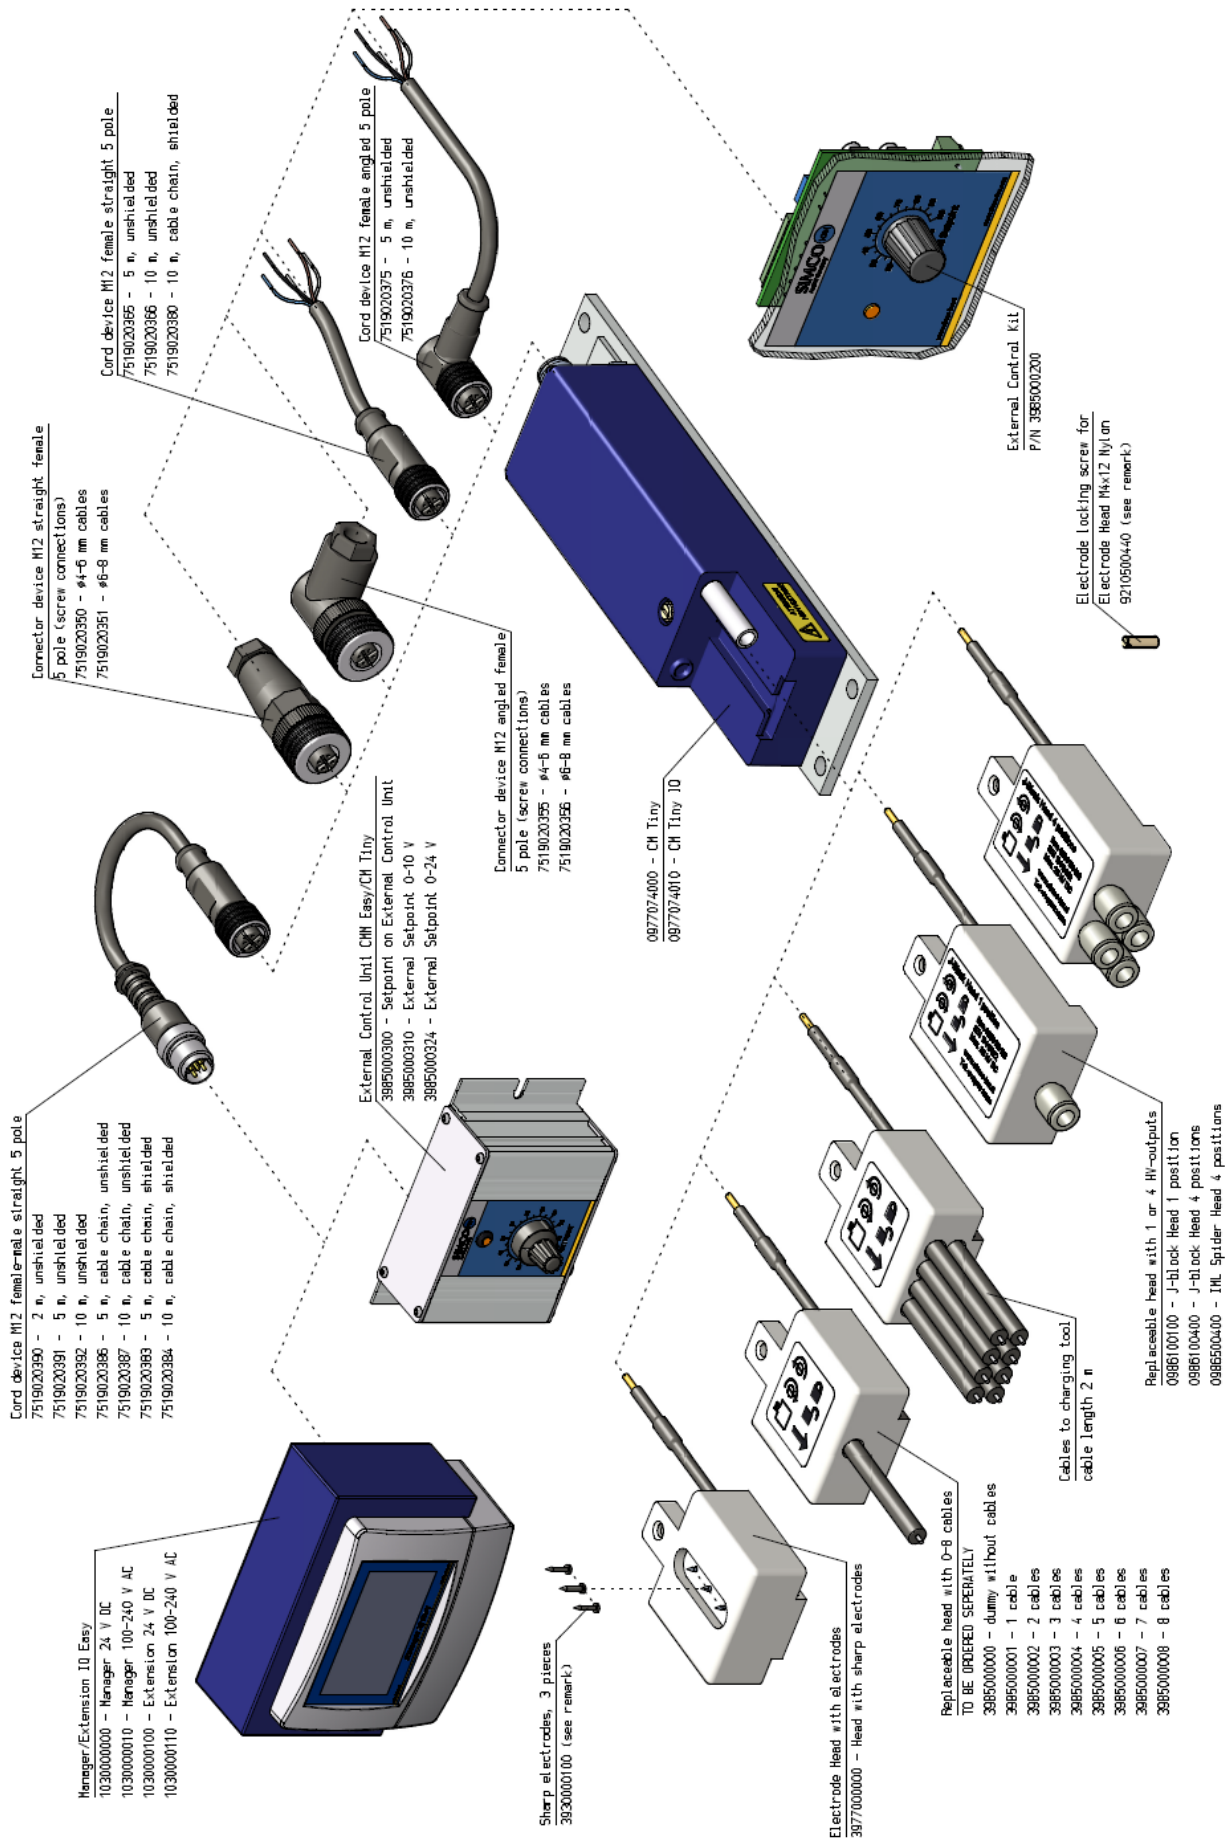 Manager/Extension IQ Easy
1030000000 - Manager 24 V DC
1030000010 - Manager 100-240 V AC
1030000100 - Extension 24 V DC
1030000110 - Extension 100-240 V AC
Cord device M12 female-male straight 5 pole
7519020390 - 2 m, unshielded
7519020391 - 5 m, unshielded
7519020392 - 10 m, unshielded
7519020386 - 5 m, cable chain, unshielded
7519020387 - 10 m, cable chain, unshielded
7519020383 - 5 m, cable chain, shielded
7519020384 - 10 m, cable chain, shielded
Connector device M12 straight female
5 pole (screw connections)
7519020350 - ø4-6 mm cables
7519020351 - ø6-8 mm cables
Cord device M12 female straight 5 pole
7519020365 - 5 m, unshielded
7519020366 - 10 m, unshielded
7519020380 - 10 m, cable chain, shielded
Cord device M12 female angled 5 pole
7519020375 - 5 m, unshielded
7519020376 - 10 m, unshielded
External Control Unit CMM Easy/CM Tiny
3985000300 - Setpoint on External Control Unit
3985000310 - External Setpoint 0-10 V
3985000324 - External Setpoint 0-24 V
Connector device M12 angled female
5 pole (screw connections)
7519020355 - ø4-6 mm cables
7519020356 - ø6-8 mm cables
SIMCO
SIMCO
Sharp electrodes, 3 pieces
3930000100 (see remark)
0977074000 - CM Tiny
0977074010 - CM Tiny IQ
External Control Kit
P/N 3985000200
Electrode Head with electrodes
3977000000 - Head with sharp electrodes
Replaceable head with 0-8 cables
TO BE ORDERED SEPERATELY
3985000000 - dummy without cables
3985000001 - 1 cable
3985000002 - 2 cables
3985000003 - 3 cables
3985000004 - 4 cables
3985000005 - 5 cables
3985000006 - 6 cables
3985000007 - 7 cables
3985000008 - 8 cables
Cables to charging tool
cable length 2 m
J-Block Head 1 position
J-Block Head 4 positions
Replaceable head with 1 or 4 HV-outputs
0986100100 - J-block Head 1 position
0986100400 - J-block Head 4 positions
0986500400 - IML Spider Head 4 positions
Electrode locking screw for
Electrode Head M4x12 Nylon
9210500440 (see remark)